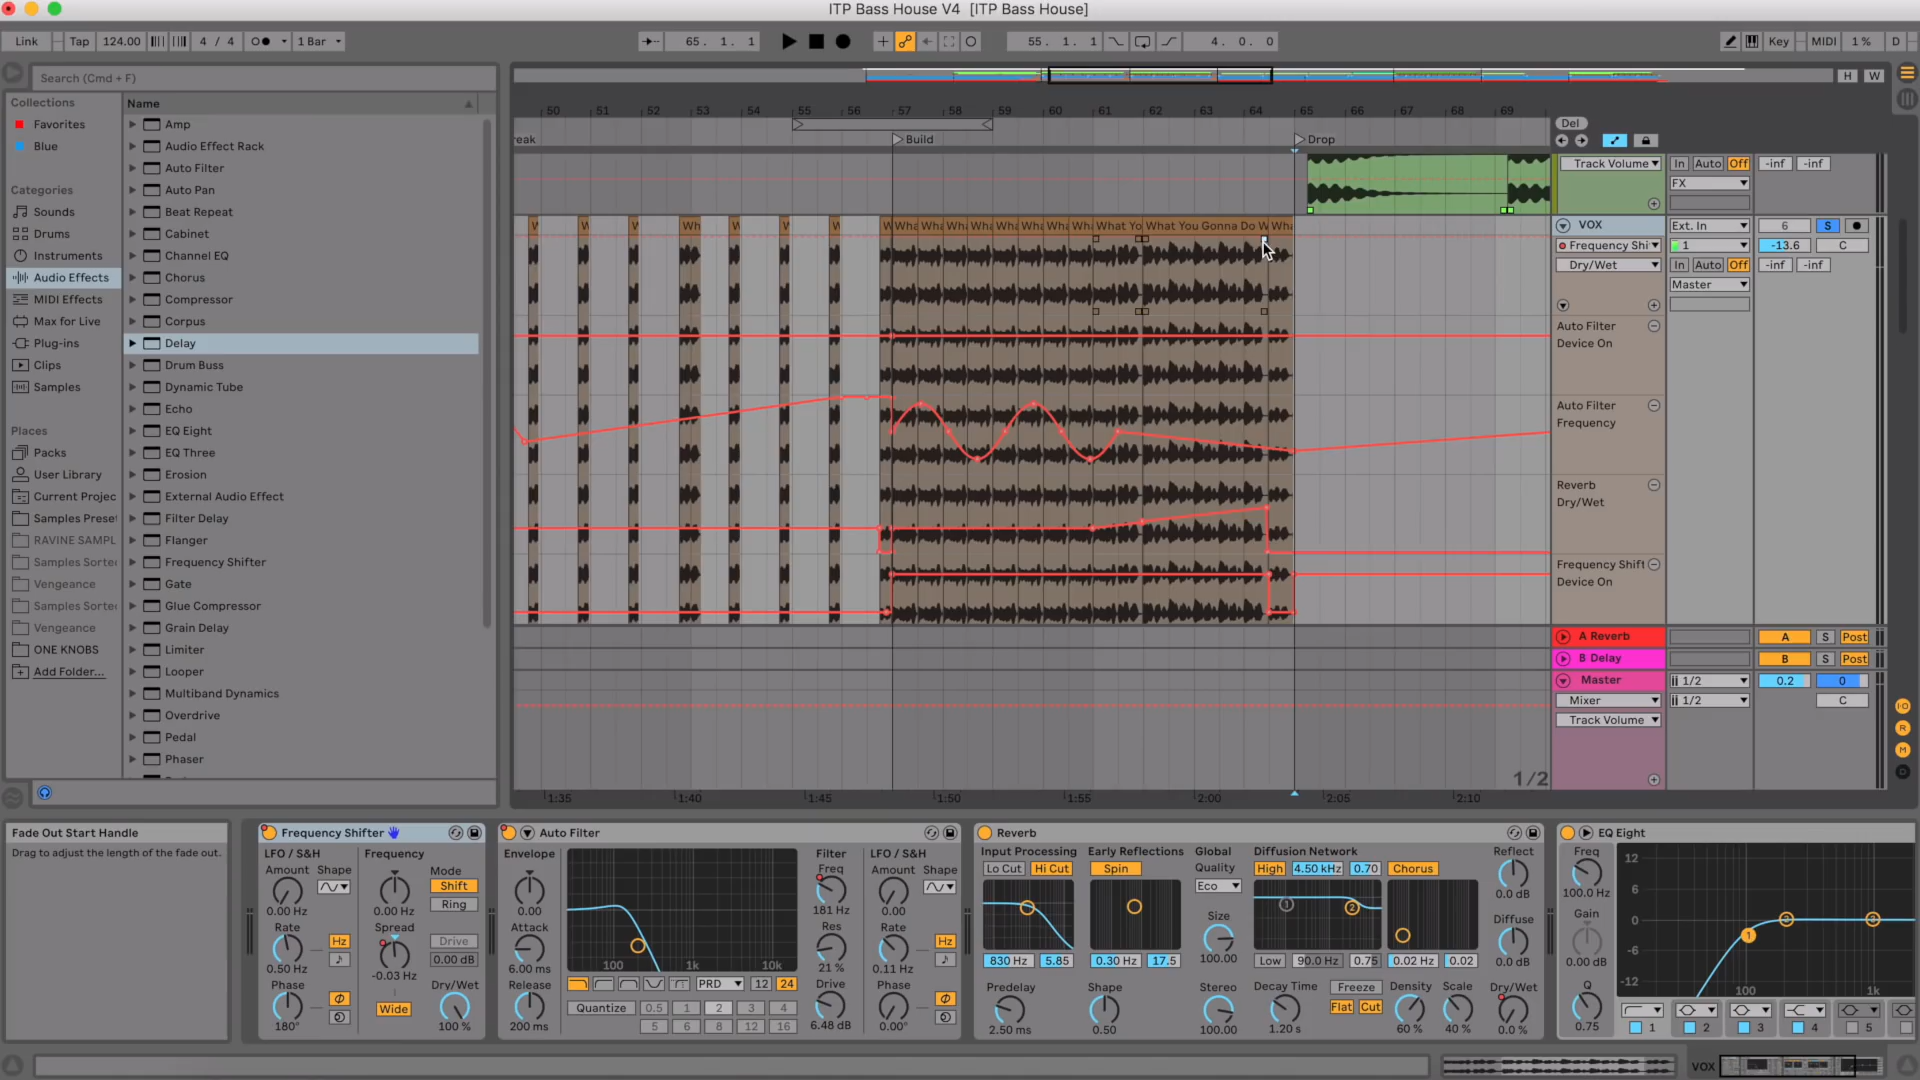 ITP Bass House V4 [ITP Bass House]
Link Tap 124.00 4 / 4 1 Bar 65. 1. 1 55. 1. 1 4. 0. 0 Key MIDI 1 % D
Search (Cmd + F)
H W
Collections
Favorites
Blue
Categories
Sounds
Drums
Instruments
Audio Effects
MIDI Effects
Max for Live
Plug-ins
Clips
Samples
Places
Packs
User Library
Current Projec
Samples Preset
RAVINE SAMPL
Samples Sorte
Vengeance
Samples Sorte
Vengeance
ONE KNOBS
Add Folder...
Name
Amp
Audio Effect Rack
Auto Filter
Auto Pan
Beat Repeat
Cabinet
Channel EQ
Chorus
Compressor
Corpus
Delay
Drum Buss
Dynamic Tube
Echo
EQ Eight
EQ Three
Erosion
External Audio Effect
Filter Delay
Flanger
Frequency Shifter
Gate
Glue Compressor
Grain Delay
Limiter
Looper
Multiband Dynamics
Overdrive
Pedal
Phaser
50 51 52 53 54 55 56 57 58 59 60 61 62 63 64 65 66 67 68 69
reak Build Drop
Wh Wha Wha Wha Wha Wha Wha Wha Wha What Yo What You Gonna Do W Wha
1/2
1:35 1:40 1:45 1:50 1:55 2:00 2:05 2:10
Del
Track Volume In Auto Off -inf -inf
FX
VOX Ext. In 6 S
Frequency Shi 1 -13.6 C
Dry/Wet In Auto Off -inf -inf
Master
Auto Filter
Device On
Auto Filter
Frequency
Reverb
Dry/Wet
Frequency Shift
Device On
A Reverb A S Post
B Delay B S Post
Master 1/2 0.2 0
Mixer 1/2 C
Track Volume
Fade Out Start Handle
Drag to adjust the length of the fade out.
Frequency Shifter
LFO / S&H Frequency
Amount Shape Mode
Shift
Ring
0.00 Hz 0.00 Hz
Rate Hz Spread Drive
0.00 dB
0.50 Hz -0.03 Hz
Phase Dry/Wet
Wide
180° 100 %
Auto Filter
Envelope Filter LFO / S&H
Freq Amount Shape
0.00 181 Hz 0.00
Attack Res Rate Hz
6.00 ms 100 1k 10k 21 % 0.11 Hz
PRD 12 24
Release Drive Phase
Quantize 0.5 1 2 3 4
5 6 8 12 16
200 ms 6.48 dB 0.00°
Reverb
Input Processing Early Reflections Global Diffusion Network Reflect
Lo Cut Hi Cut Spin Quality High 4.50 kHz 0.70 Chorus
Eco
0.0 dB
Size 1 2 Diffuse
100.00
830 Hz 5.85 0.30 Hz 17.5 Low 90.0 Hz 0.75 0.02 Hz 0.02 0.0 dB
Predelay Shape Stereo Decay Time Freeze Density Scale Dry/Wet
Flat Cut
2.50 ms 0.50 100.00 1.20 s 60 % 40 % 0.0 %
EQ Eight
Freq 12
100.0 Hz 6
Gain 0
-6
0.00 dB -12
100 1k
Q
0.75 1 2 3 4 5
VOX